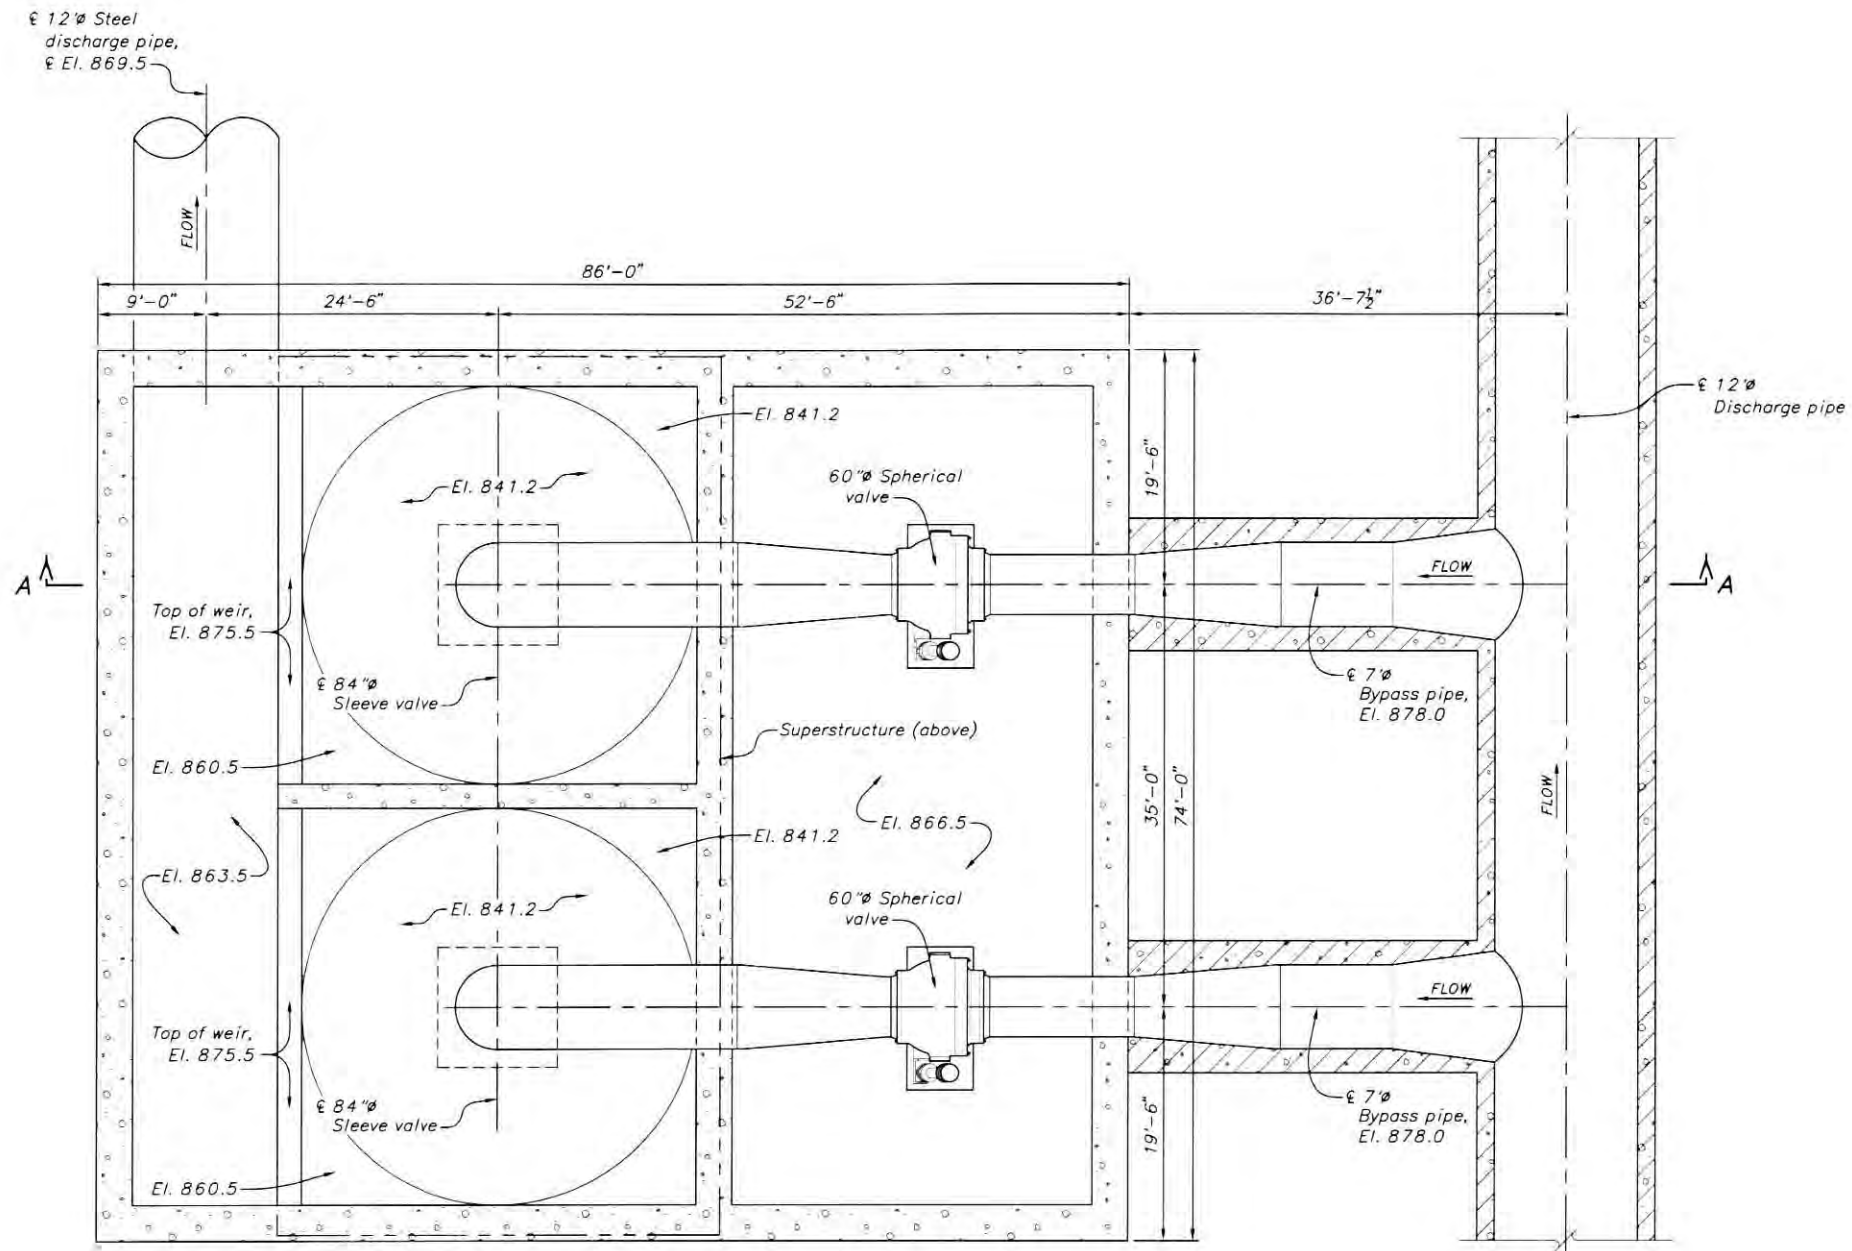 ℄ 12'ø Steel
discharge pipe,
℄ El. 869.5
FLOW
86'-0"
9'-0"
24'-6"
52'-6"
36'-7½"
℄ 12'ø
Discharge pipe
El. 841.2
El. 841.2
60"ø Spherical
valve
19'-6"
A
A
FLOW
Top of weir,
El. 875.5
℄ 84"ø
Sleeve valve
℄ 7'ø
Bypass pipe,
El. 878.0
Superstructure (above)
El. 860.5
35'-0"
74'-0"
FLOW
El. 866.5
El. 841.2
El. 863.5
El. 841.2
60"ø Spherical
valve
FLOW
Top of weir,
El. 875.5
℄ 84"ø
Sleeve valve
℄ 7'ø
Bypass pipe,
El. 878.0
19'-6"
El. 860.5